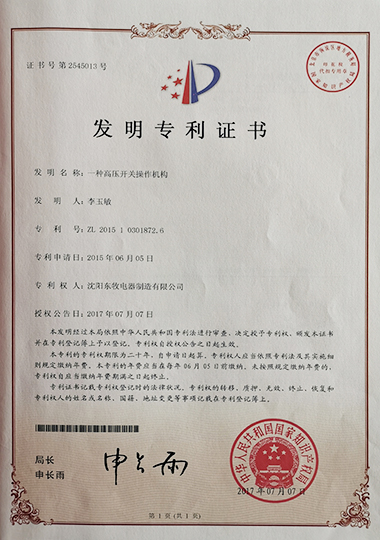 证书号第2545013号
发明专利证书
发明名称：一种高压开关操作机构
发明人：李玉敏
专利号：ZL 2015 1 0301872.6
专利申请日：2015年06月05日
专利权人：沈阳东牧电器制造有限公司
授权公告日：2017年07月07日
本发明经过本局依照中华人民共和国专利法进行审查，决定授予专利权，颁发本证书
并在专利登记簿上予以登记。专利权自授权公告之日起生效。
本专利的专利权期限为二十年，自申请日起算。专利权人应当依照专利法及其实施细
则规定缴纳年费。本专利的年费应当在每年06月05日前缴纳。未按照规定缴纳年费的，
专利权自应当缴纳年费期满之日起终止。
专利证书记载专利权登记时的法律状况。专利权的转移、质押、无效、终止、恢复和
专利权人的姓名或名称、国籍、地址变更等事项记载在专利登记簿上。
局长
申长雨
申长雨
中华人民共和国国家知识产权局
2017年07月07日
第1页（共1页）